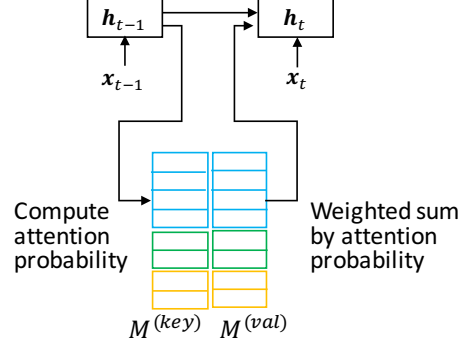 h_{t−1} h_t
x_{t−1} x_t
Compute
attention
probability
Weighted sum
by attention
probability
M^{(key)} M^{(val)}